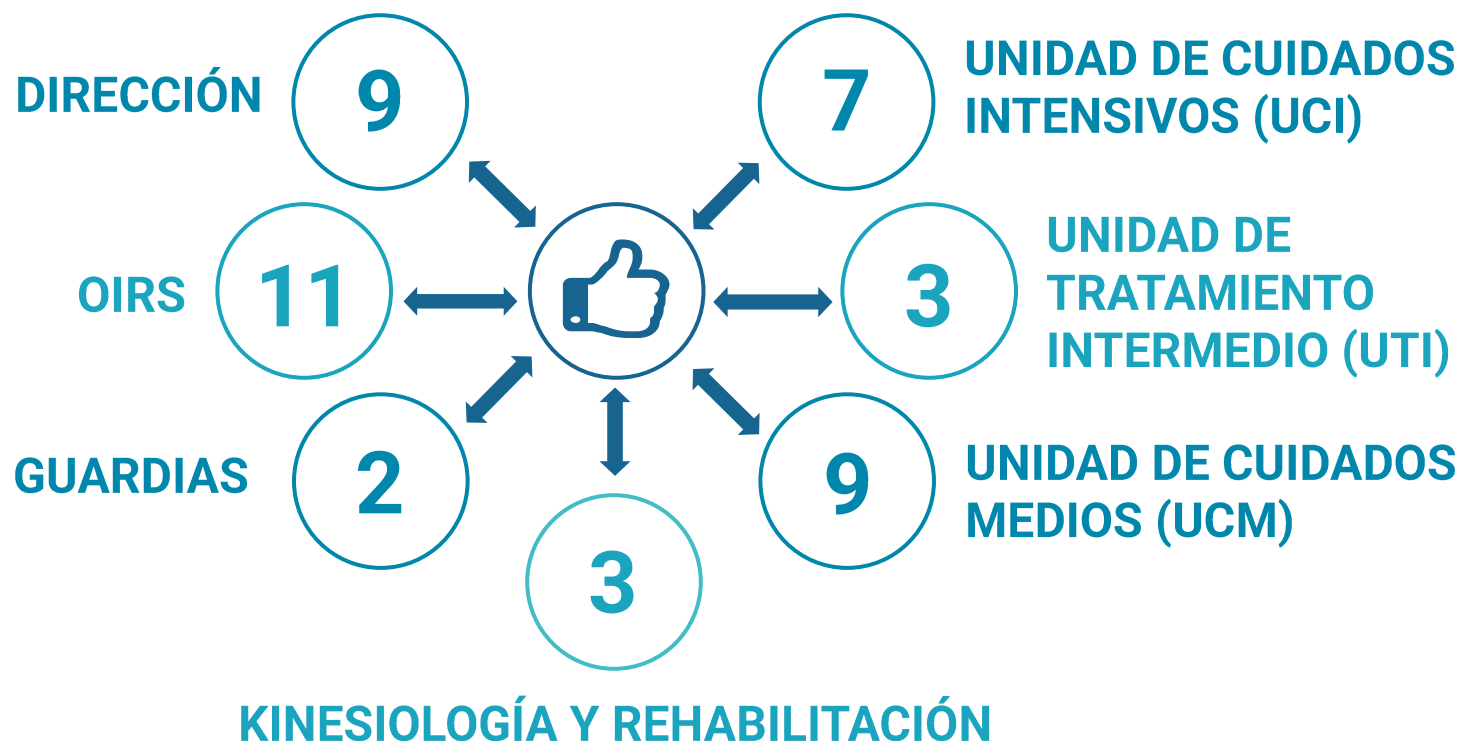 DIRECCIÓN
9
7
UNIDAD DE CUIDADOS
INTENSIVOS (UCI)
OIRS
11
3
UNIDAD DE
TRATAMIENTO
INTERMEDIO (UTI)
GUARDIAS
2
9
UNIDAD DE CUIDADOS
MEDIOS (UCM)
3
KINESIOLOGÍA Y REHABILITACIÓN